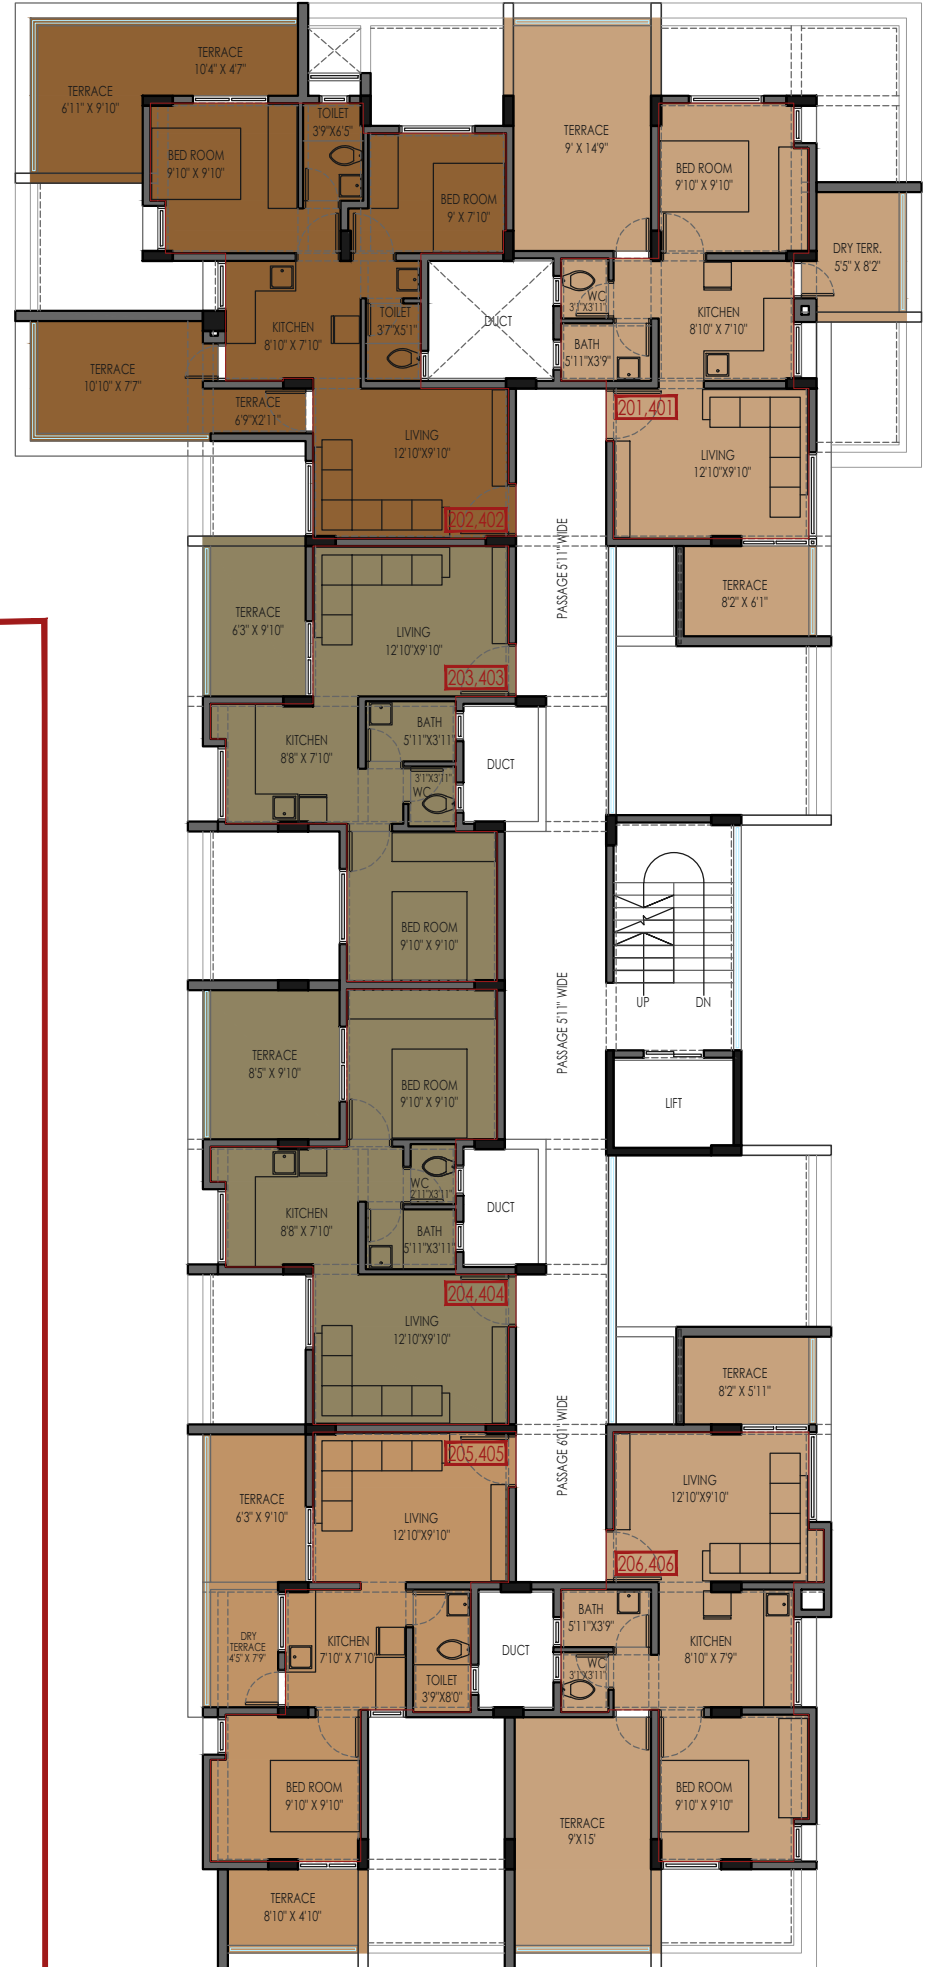 TERRACE
10'4" X 4'7"
TERRACE
6'11" X 9'10"
TOILET
3'9"X6'5"
BED ROOM
9'10" X 9'10"
BED ROOM
9' X 7'10"
TERRACE
9' X 14'9"
BED ROOM
9'10" X 9'10"
DRY TERR.
5'5" X 8'2"
KITCHEN
8'10" X 7'10"
TOILET
3'7"X5'1"
DUCT
WC
3'1"X3'11"
BATH
5'11"X3'9"
KITCHEN
8'10" X 7'10"
TERRACE
10'10" X 7'7"
TERRACE
6'9"X2'11"
LIVING
12'10"X9'10"
202,402
201,401
LIVING
12'10"X9'10"
PASSAGE 5'11" WIDE
TERRACE
8'2" X 6'1"
TERRACE
6'3" X 9'10"
LIVING
12'10"X9'10"
203,403
KITCHEN
8'8" X 7'10"
BATH
5'11"X3'11"
3'1"X3'11"
WC
DUCT
BED ROOM
9'10" X 9'10"
UP
DN
PASSAGE 5'11" WIDE
LIFT
TERRACE
8'5" X 9'10"
BED ROOM
9'10" X 9'10"
WC
2'11"X3'11"
KITCHEN
8'8" X 7'10"
BATH
5'11"X3'11"
DUCT
204,404
LIVING
12'10"X9'10"
TERRACE
8'2" X 5'11"
PASSAGE 6'01" WIDE
205,405
TERRACE
6'3" X 9'10"
LIVING
12'10"X9'10"
LIVING
12'10"X9'10"
206,406
DRY
TERRACE
4'5" X 7'9"
KITCHEN
7'10" X 7'10"
TOILET
3'9"X8'0"
DUCT
BATH
5'11"X3'9"
WC
3'1"X3'11"
KITCHEN
8'10" X 7'9"
BED ROOM
9'10" X 9'10"
TERRACE
9'X15'
BED ROOM
9'10" X 9'10"
TERRACE
8'10" X 4'10"